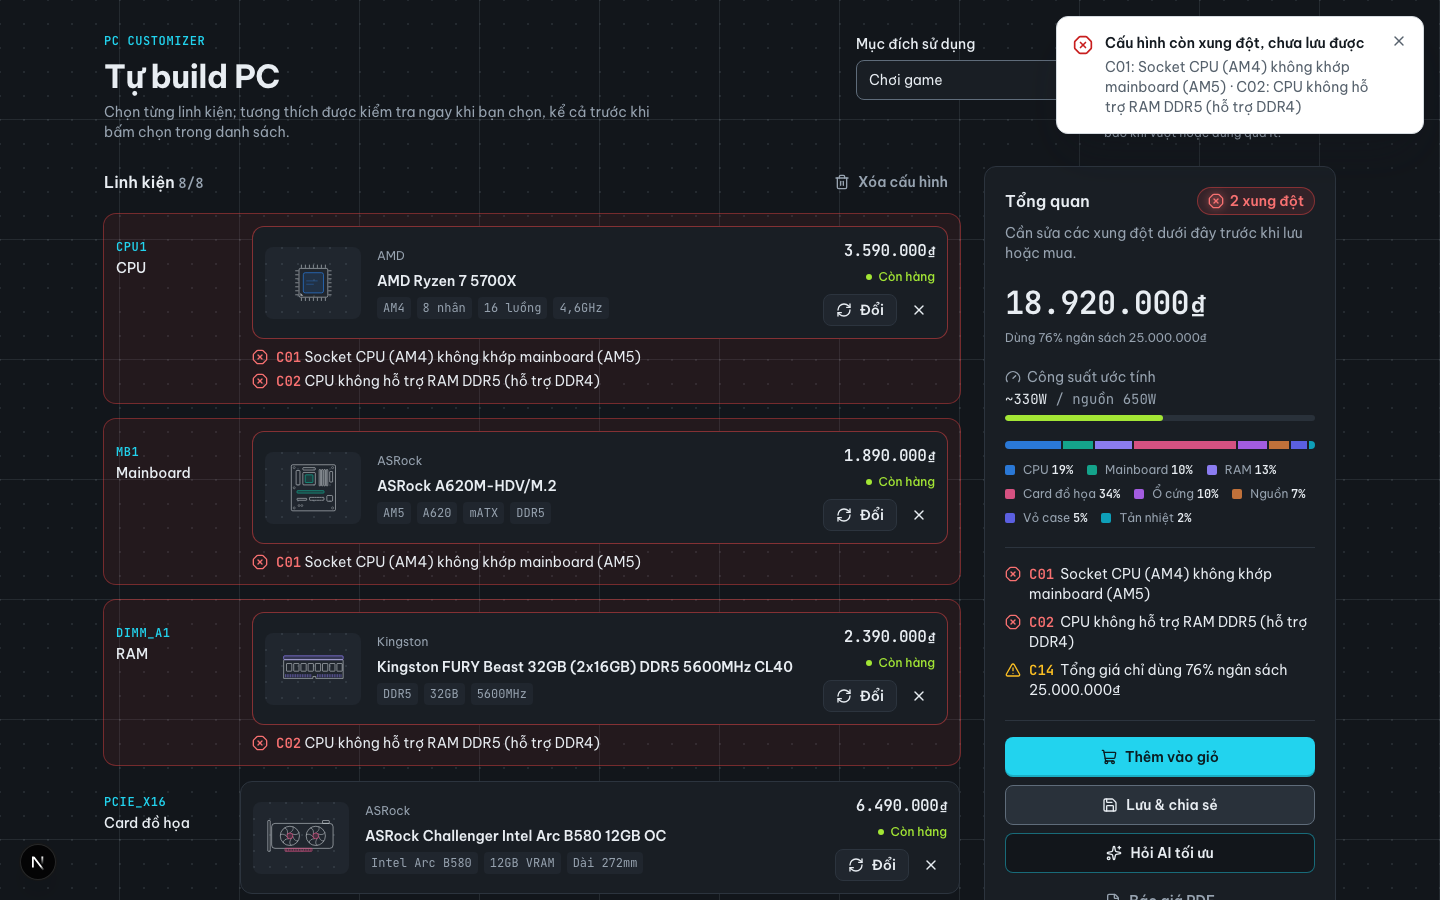 PC CUSTOMIZER
Tự build PC
Chọn từng linh kiện; tương thích được kiểm tra ngay khi bạn chọn, kể cả trước khi
bấm chọn trong danh sách.
Mục đích sử dụng
Chơi game
Cấu hình còn xung đột, chưa lưu được
C01: Socket CPU (AM4) không khớp
mainboard (AM5) · C02: CPU không hỗ
trợ RAM DDR5 (hỗ trợ DDR4)
Linh kiện 8/8
Xóa cấu hình
CPU1
CPU
AMD
AMD Ryzen 7 5700X
AM4 8 nhân 16 luồng 4,6GHz
3.590.000₫
Còn hàng
Đổi
C01 Socket CPU (AM4) không khớp mainboard (AM5)
C02 CPU không hỗ trợ RAM DDR5 (hỗ trợ DDR4)
MB1
Mainboard
ASRock
ASRock A620M-HDV/M.2
AM5 A620 mATX DDR5
1.890.000₫
Còn hàng
Đổi
C01 Socket CPU (AM4) không khớp mainboard (AM5)
DIMM_A1
RAM
Kingston
Kingston FURY Beast 32GB (2x16GB) DDR5 5600MHz CL40
DDR5 32GB 5600MHz
2.390.000₫
Còn hàng
Đổi
C02 CPU không hỗ trợ RAM DDR5 (hỗ trợ DDR4)
PCIE_X16
Card đồ họa
ASRock
ASRock Challenger Intel Arc B580 12GB OC
Intel Arc B580 12GB VRAM Dài 272mm
6.490.000₫
Còn hàng
Đổi
Tổng quan
2 xung đột
Cần sửa các xung đột dưới đây trước khi lưu
hoặc mua.
18.920.000₫
Dùng 76% ngân sách 25.000.000₫
Công suất ước tính
~330W / nguồn 650W
CPU 19% Mainboard 10% RAM 13%
Card đồ họa 34% Ổ cứng 10% Nguồn 7%
Vỏ case 5% Tản nhiệt 2%
C01 Socket CPU (AM4) không khớp
mainboard (AM5)
C02 CPU không hỗ trợ RAM DDR5 (hỗ trợ
DDR4)
C14 Tổng giá chỉ dùng 76% ngân sách
25.000.000₫
Thêm vào giỏ
Lưu & chia sẻ
Hỏi AI tối ưu
Báo giá PDF
N